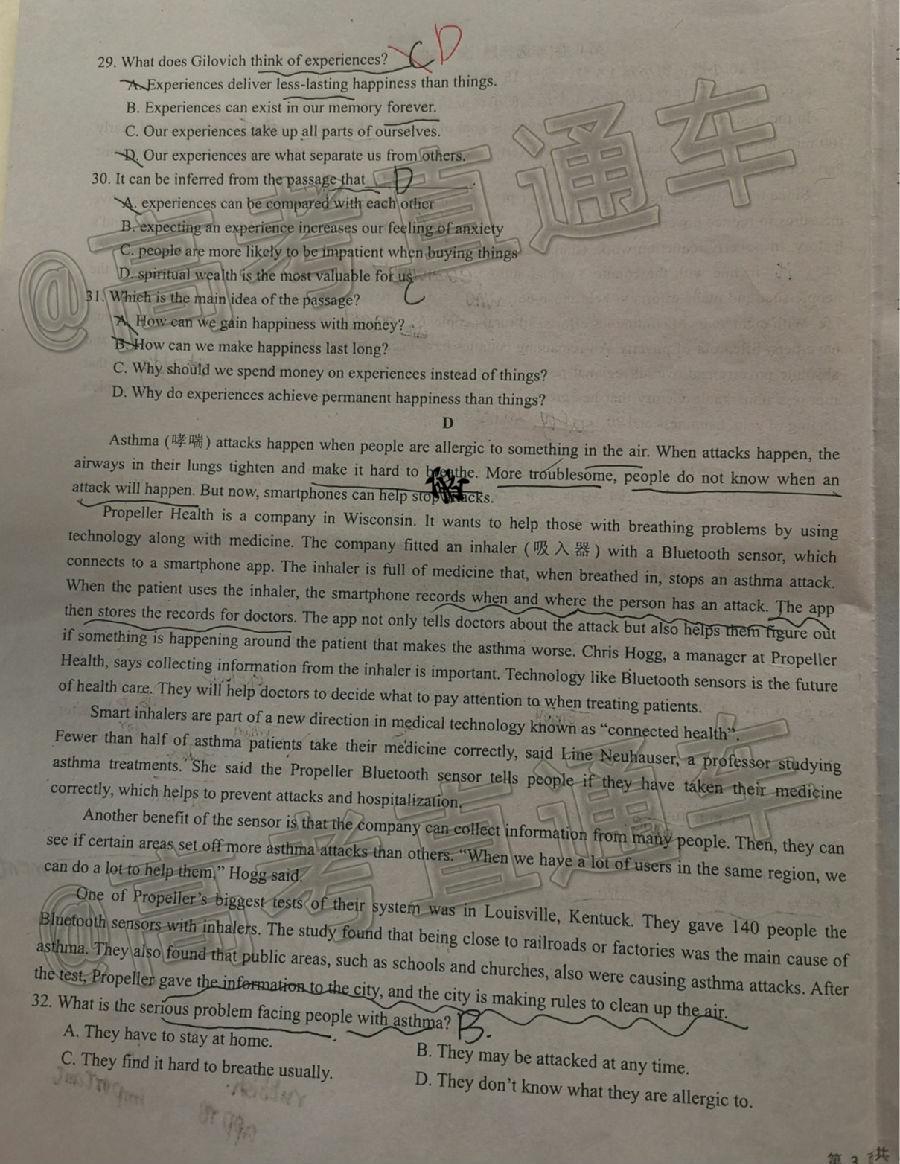 29. What does Gilovich think of experiences? C D
A. Experiences deliver less-lasting happiness than things.
B. Experiences can exist in our memory forever.
C. Our experiences take up all parts of ourselves.
D. Our experiences are what separate us from others.
30. It can be inferred from the passage that D .
A. experiences can be compared with each other
B. expecting an experience increases our feeling of anxiety
C. people are more likely to be impatient when buying things
D. spiritual wealth is the most valuable for us
31. Which is the main idea of the passage? C
A. How can we gain happiness with money?
B. How can we make happiness last long?
C. Why should we spend money on experiences instead of things?
D. Why do experiences achieve permanent happiness than things?
@高考直通车
D
Asthma (哮喘) attacks happen when people are allergic to something in the air. When attacks happen, the
airways in their lungs tighten and make it hard to breathe. More troublesome, people do not know when an
attack will happen. But now, smartphones can help stop attacks.
Propeller Health is a company in Wisconsin. It wants to help those with breathing problems by using
technology along with medicine. The company fitted an inhaler (吸入器) with a Bluetooth sensor, which
connects to a smartphone app. The inhaler is full of medicine that, when breathed in, stops an asthma attack.
When the patient uses the inhaler, the smartphone records when and where the person has an attack. The app
then stores the records for doctors. The app not only tells doctors about the attack but also helps them figure out
if something is happening around the patient that makes the asthma worse. Chris Hogg, a manager at Propeller
Health, says collecting information from the inhaler is important. Technology like Bluetooth sensors is the future
of health care. They will help doctors to decide what to pay attention to when treating patients.
Smart inhalers are part of a new direction in medical technology known as “connected health”.
Fewer than half of asthma patients take their medicine correctly, said Line Neuhauser, a professor studying
asthma treatments. She said the Propeller Bluetooth sensor tells people if they have taken their medicine
correctly, which helps to prevent attacks and hospitalization.
Another benefit of the sensor is that the company can collect information from many people. Then, they can
see if certain areas set off more asthma attacks than others. “When we have a lot of users in the same region, we
can do a lot to help them,” Hogg said.
One of Propeller’s biggest tests of their system was in Louisville, Kentuck. They gave 140 people the
Bluetooth sensors with inhalers. The study found that being close to railroads or factories was the main cause of
asthma. They also found that public areas, such as schools and churches, also were causing asthma attacks. After
the test, Propeller gave the information to the city, and the city is making rules to clean up the air.
@高考直通车
32. What is the serious problem facing people with asthma? B.
A. They have to stay at home.
B. They may be attacked at any time.
C. They find it hard to breathe usually.
D. They don’t know what they are allergic to.
第 3
共